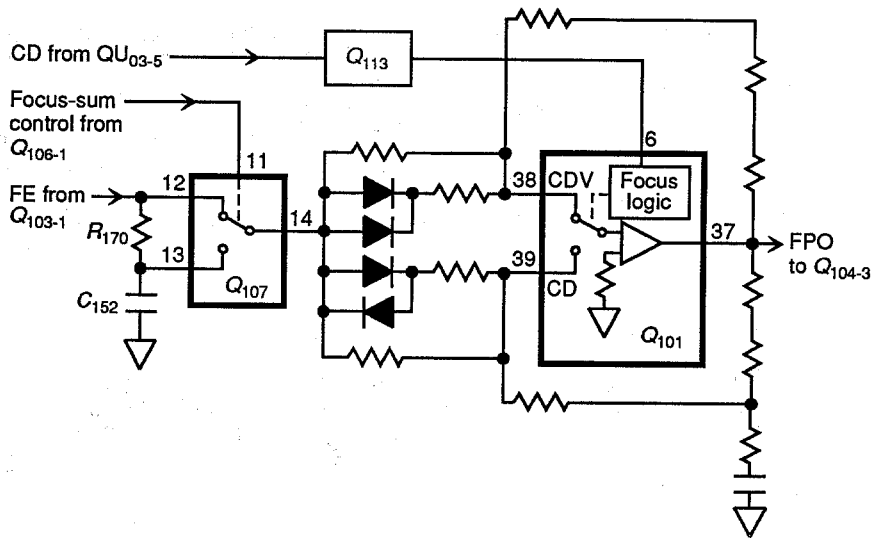 CD from QU03-5
Q113
Focus-sum
control from
Q106-1
FE from
Q103-1
R170
C152
11
12
13
14
Q107
38
39
6
CDV
CD
Focus
logic
37
Q101
FPO
to Q104-3